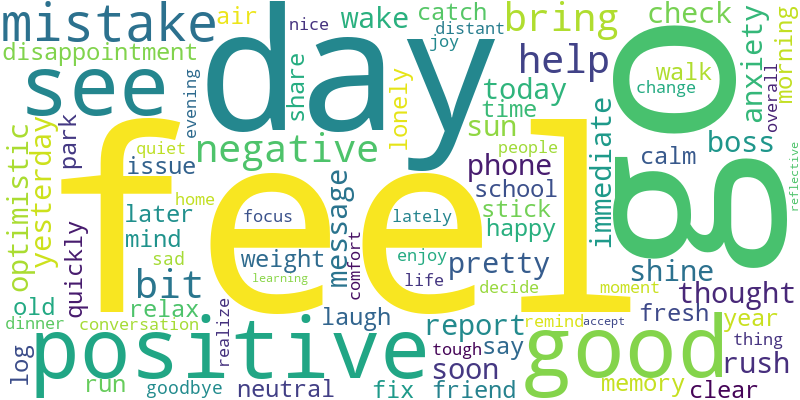 mistake
air
nice
wake
catch
distant
joy
bring
check
disappointment
see
day
evening
share
lonely
help
today
time
walk
change
anxiety
overall
morning
go
optimistic
yesterday
park
quiet
issue
negative
sun
people
phone
school
stick
happy
immediate
calm
boss
reflective
feel
later
mind
home
sad
quickly
focus
weight
message
comfort
lately
enjoy
life
learning
pretty
decide
moment
shine
bit
old
relax
dinner
conversation
realize
laugh
report
remind
accept
thought
fresh
year
thing
log
positive
tough
say
soon
good
rush
run
goodbye
neutral
fix
friend
memory
clear